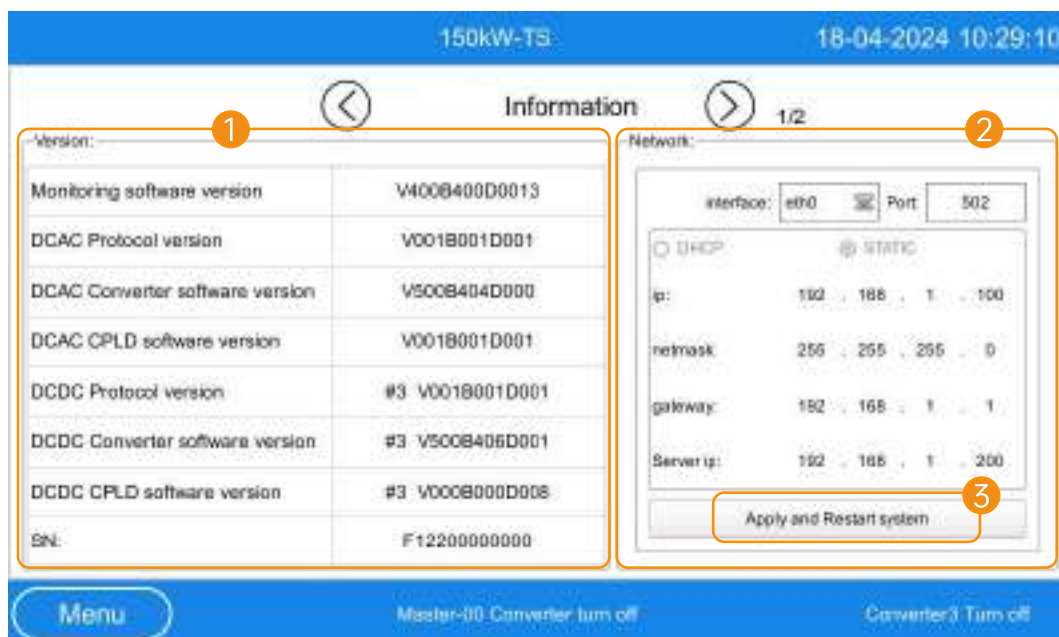 150kW-TS 18-04-2024 10:29:10
Information 1/2
1
2
Version:
Network:
Monitoring software version V400B400D0013
DCAC Protocol version V001B001D001
DCAC Converter software version V500B404D000
DCAC CPLD software version V001B001D001
DCDC Protocol version #3 V001B001D001
DCDC Converter software version #3 V500B406D001
DCDC CPLD software version #3 V000B000D008
SN: F12200000000
interface: eth0 Port 502
DHCP STATIC
ip: 192 . 168 . 1 . 100
netmask 255 . 255 . 255 . 0
gateway: 192 . 168 . 1 . 1
Server ip: 192 . 168 . 1 . 200
3
Apply and Restart system
Menu Master-00 Converter turn off Converter3 Turn off